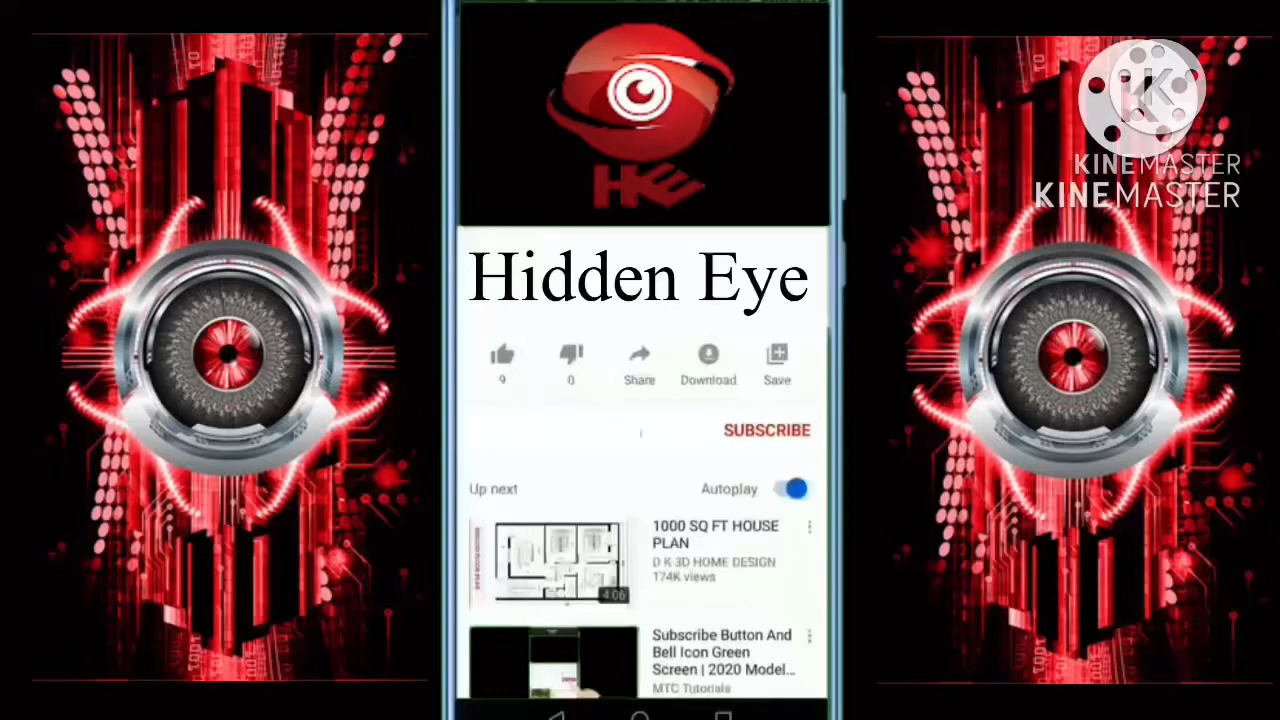 HKE
KINEMASTER
KINEMASTER
Hidden Eye
9
0
Share
Download
Save
SUBSCRIBE
Up next
Autoplay
1000 SQ FT HOUSE
PLAN
D K 3D HOME DESIGN
174K views
4:06
Subscribe Button And
Bell Icon Green
Screen | 2020 Model...
MTC Tutorials